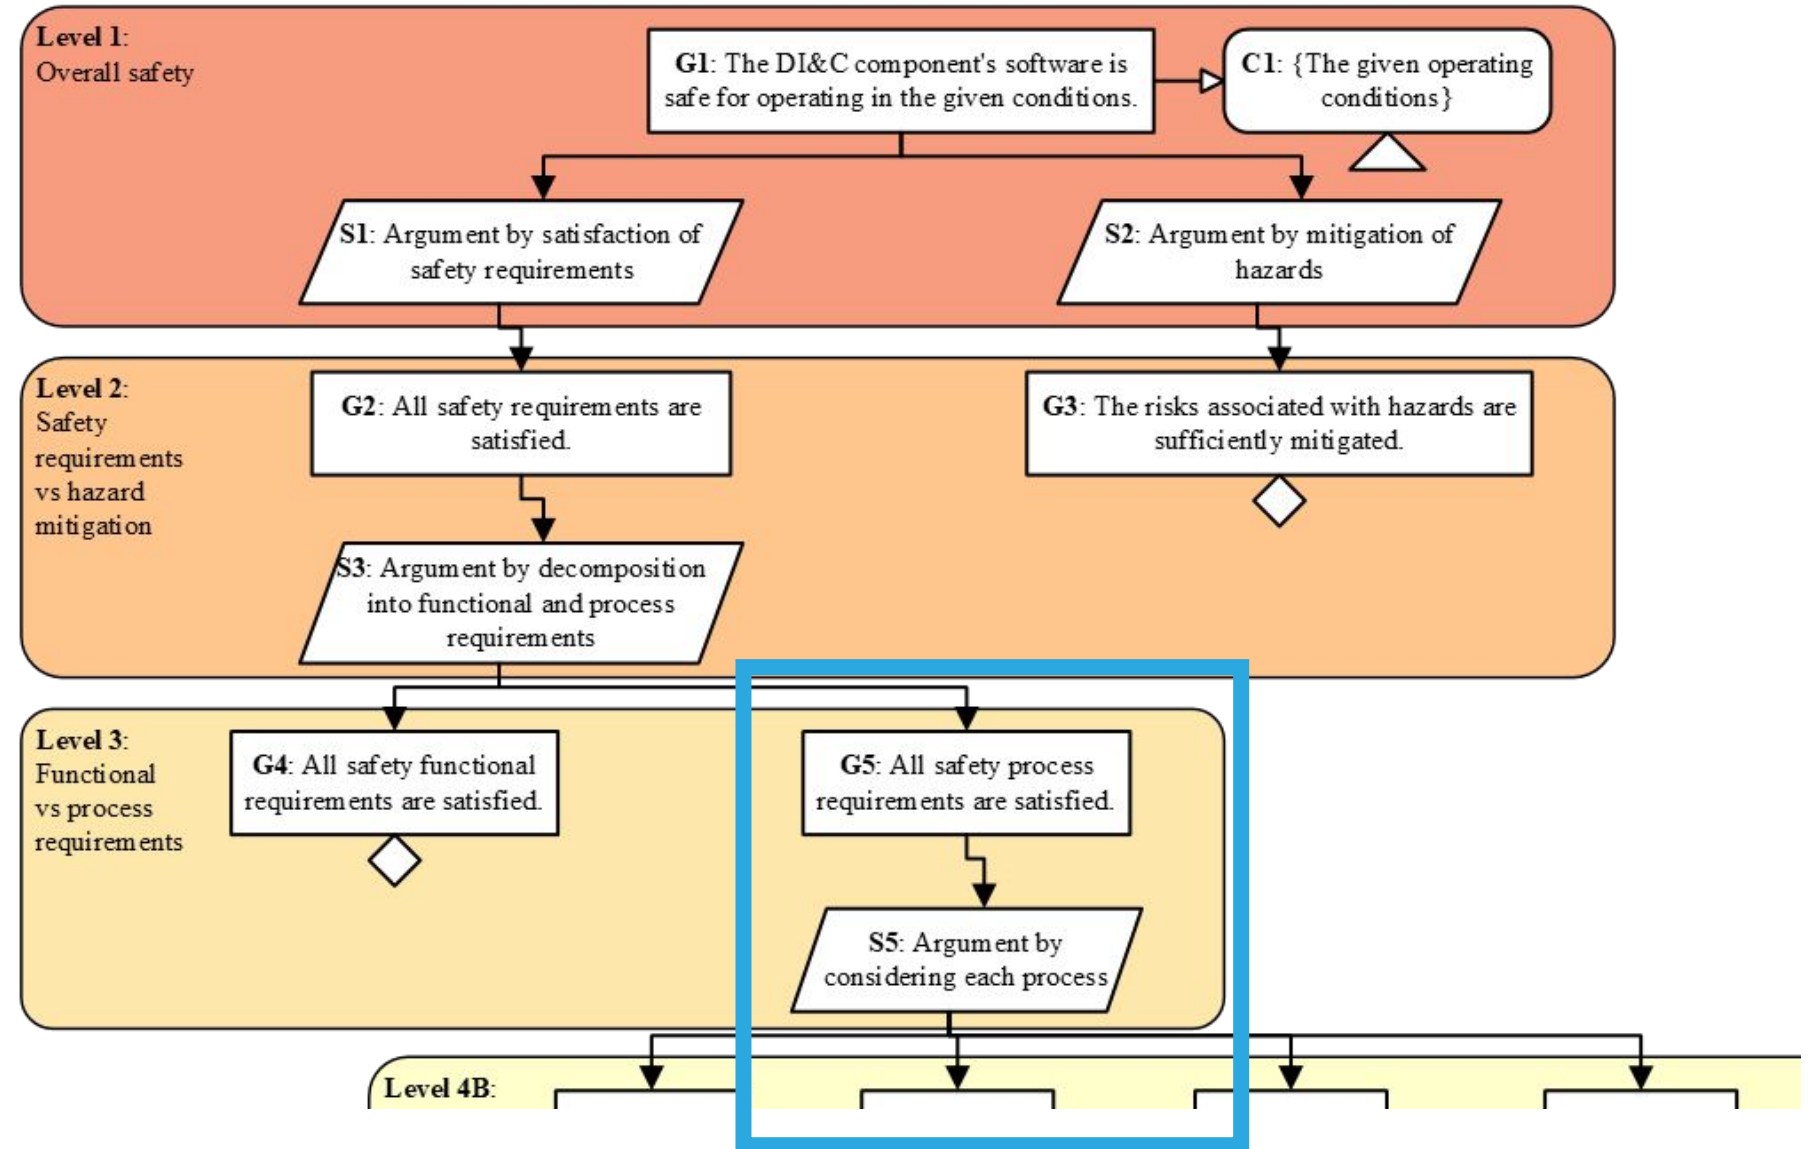 Level 1:
Overall safety
G1: The DI&C component's software is
safe for operating in the given conditions.
C1: {The given operating
conditions}
S1: Argument by satisfaction of
safety requirements
S2: Argument by mitigation of
hazards
Level 2:
Safety
requirements
vs hazard
mitigation
G2: All safety requirements are
satisfied.
G3: The risks associated with hazards are
sufficiently mitigated.
S3: Argument by decomposition
into functional and process
requirements
Level 3:
Functional
vs process
requirements
G4: All safety functional
requirements are satisfied.
G5: All safety process
requirements are satisfied.
S5: Argument by
considering each process
Level 4B: